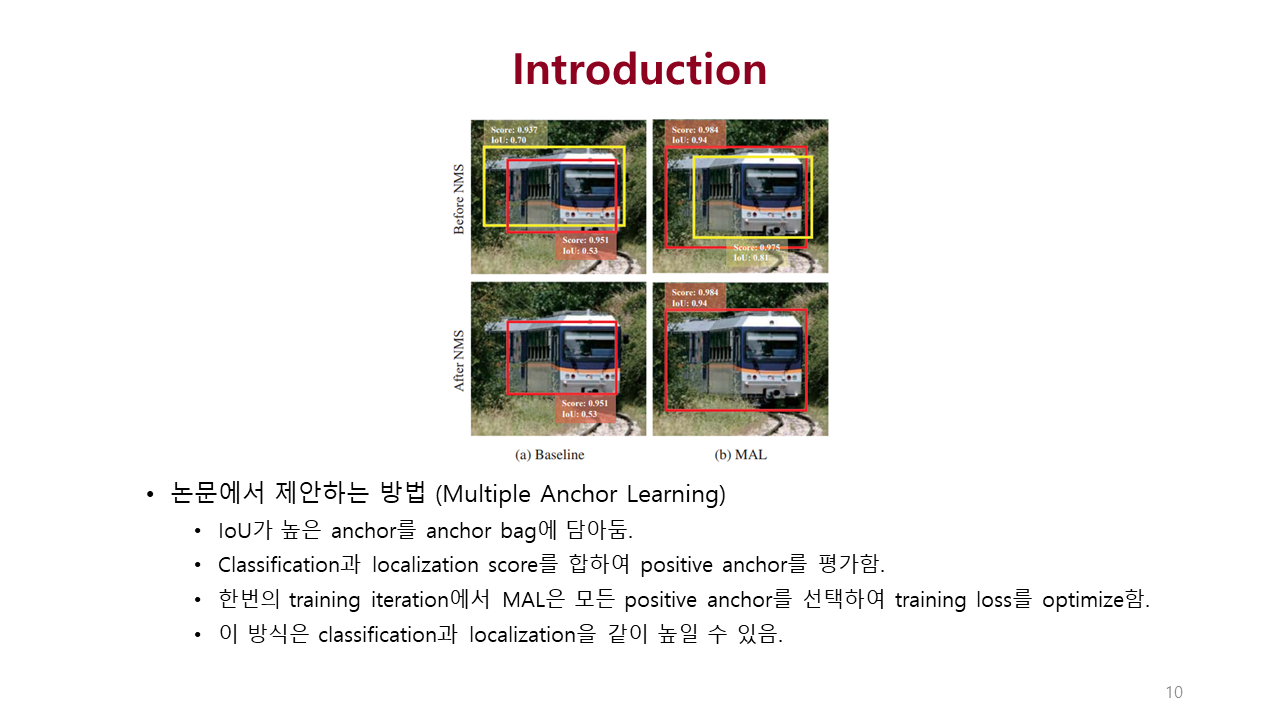 Introduction
Score: 0.937
IoU: 0.70
Score: 0.984
IoU: 0.94
Before NMS
Score: 0.951
IoU: 0.53
Score: 0.975
IoU: 0.81
Score: 0.984
IoU: 0.94
After NMS
Score: 0.951
IoU: 0.53
(a) Baseline
(b) MAL
• 논문에서 제안하는 방법 (Multiple Anchor Learning)
• IoU가 높은 anchor를 anchor bag에 담아둠.
• Classification과 localization score를 합하여 positive anchor를 평가함.
• 한번의 training iteration에서 MAL은 모든 positive anchor를 선택하여 training loss를 optimize함.
• 이 방식은 classification과 localization을 같이 높일 수 있음.
10